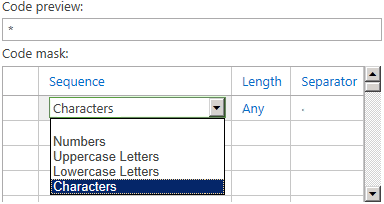 Code preview:
*
Code mask:
Sequence Length Separator
Characters Any .
Numbers
Uppercase Letters
Lowercase Letters
Characters